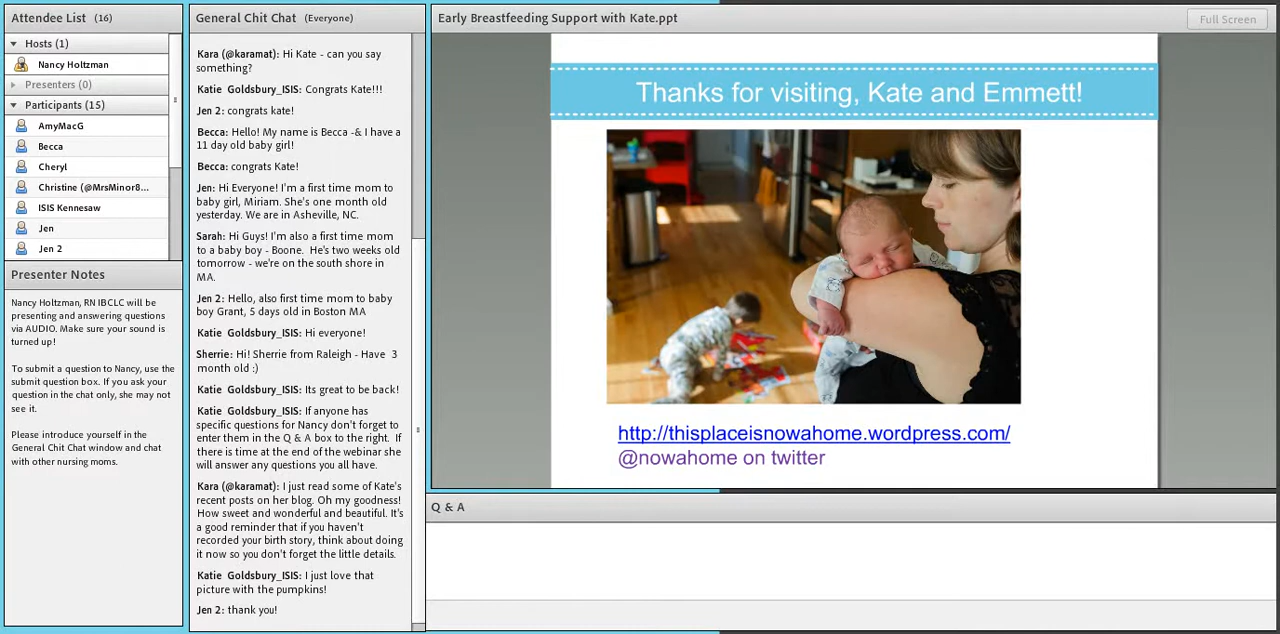 Attendee List (16)
Hosts (1)
Nancy Holtzman
Presenters (0)
Participants (15)
AmyMacG
Becca
Cheryl
Christine (@MrsMinor8...
ISIS Kennesaw
Jen
Jen 2
Presenter Notes
Nancy Holtzman, RN IBCLC will be
presenting and answering questions
via AUDIO. Make sure your sound is
turned up!
To submit a question to Nancy, use the
submit question box. If you ask your
question in the chat only, she may not
see it.
Please introduce yourself in the
General Chit Chat window and chat
with other nursing moms.
General Chit Chat (Everyone)
Kara (@karamat): Hi Kate - can you say
something?
Katie Goldsbury_ISIS: Congrats Kate!!!
Jen 2: congrats kate!
Becca: Hello! My name is Becca -& I have a
11 day old baby girl!
Becca: congrats Kate!
Jen: Hi Everyone! I'm a first time mom to
baby girl, Miriam. She's one month old
yesterday. We are in Asheville, NC.
Sarah: Hi Guys! I'm also a first time mom
to a baby boy - Boone. He's two weeks old
tomorrow - we're on the south shore in
MA.
Jen 2: Hello, also first time mom to baby
boy Grant, 5 days old in Boston MA
Katie Goldsbury_ISIS: Hi everyone!
Sherrie: Hi! Sherrie from Raleigh - Have 3
month old :)
Katie Goldsbury_ISIS: Its great to be back!
Katie Goldsbury_ISIS: If anyone has
specific questions for Nancy don't forget to
enter them in the Q & A box to the right. If
there is time at the end of the webinar she
will answer any questions you all have.
Kara (@karamat): I just read some of Kate's
recent posts on her blog. Oh my goodness!
How sweet and wonderful and beautiful. It's
a good reminder that if you haven't
recorded your birth story, think about doing
it now so you don't forget the little details.
Katie Goldsbury_ISIS: I just love that
picture with the pumpkins!
Jen 2: thank you!
Early Breastfeeding Support with Kate.ppt
Full Screen
Thanks for visiting, Kate and Emmett!
http://thisplaceisnowahome.wordpress.com/
@nowahome on twitter
Q & A